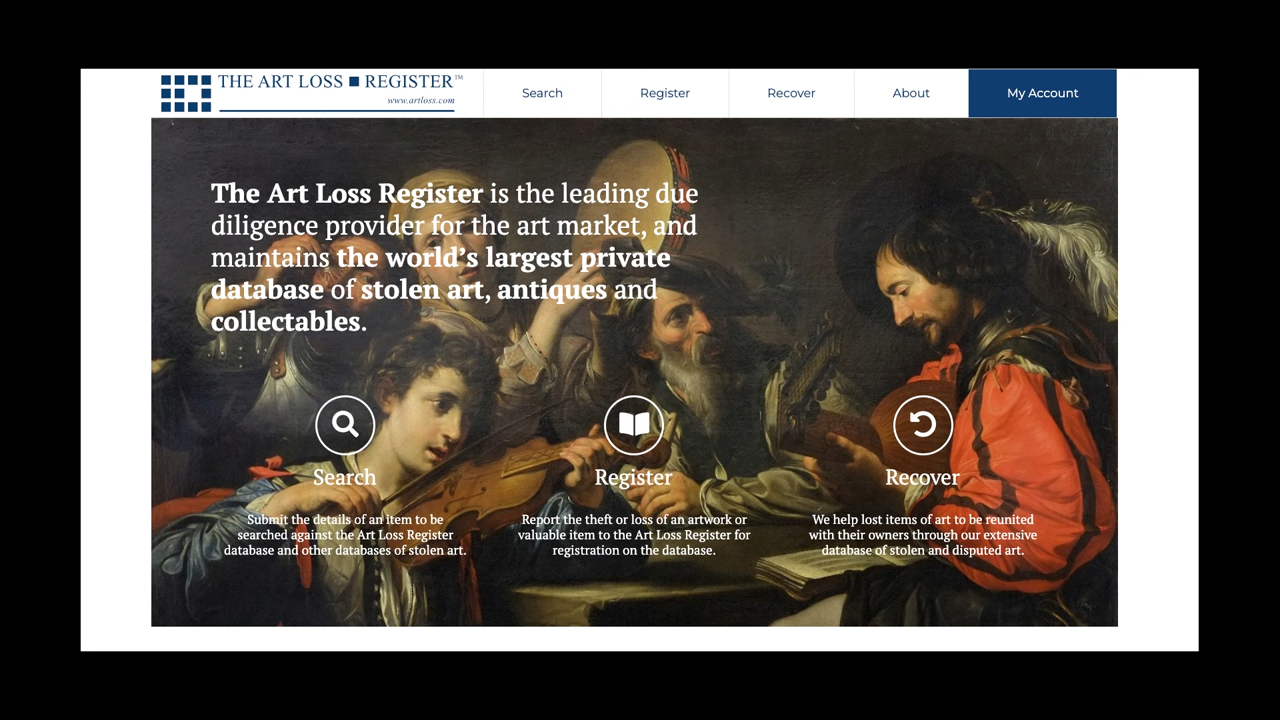 THE ART LOSS ■ REGISTER™
www.artloss.com
Search
Register
Recover
About
My Account
The Art Loss Register is the leading due
diligence provider for the art market, and
maintains the world’s largest private
database of stolen art, antiques and
collectables.
Search
Submit the details of an item to be
searched against the Art Loss Register
database and other databases of stolen art.
Register
Report the theft or loss of an artwork or
valuable item to the Art Loss Register for
registration on the database.
Recover
We help lost items of art to be reunited
with their owners through our extensive
database of stolen and disputed art.